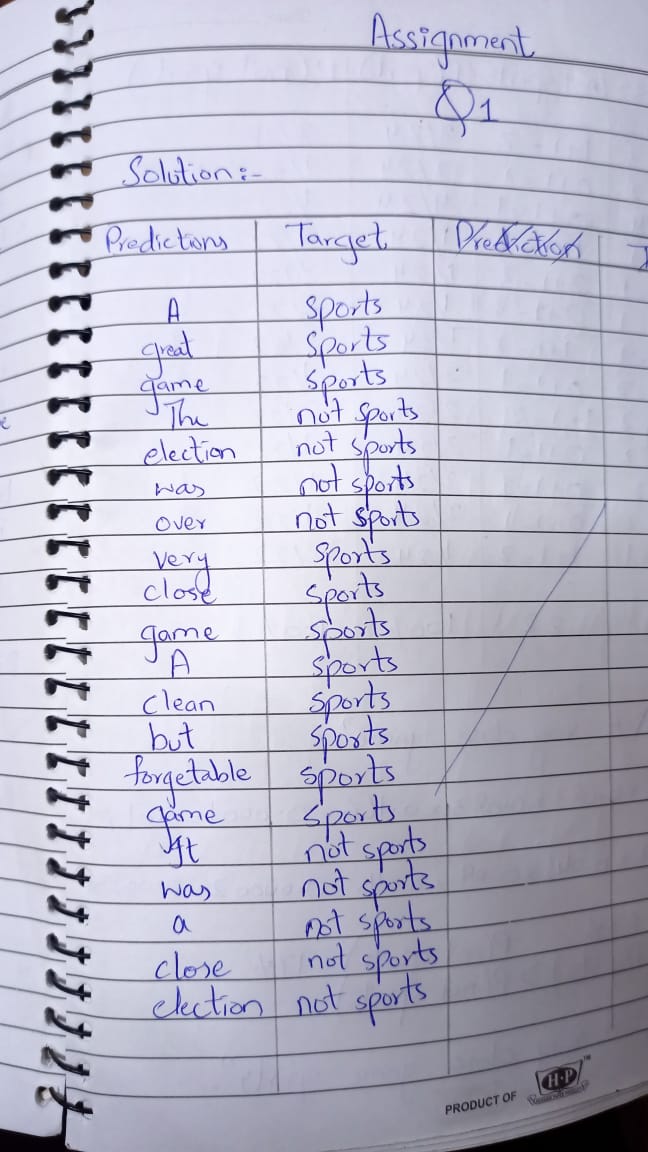 Assignment
Q1
Solution:-
Predictions Target Prediction
A sports
great sports
game sports
The not sports
election not sports
was not sports
over not sports
very sports
close sports
game sports
A sports
clean sports
but sports
forgetable sports
game sports
It not sports
was not sports
a not sports
close not sports
election not sports
PRODUCT OF H·P